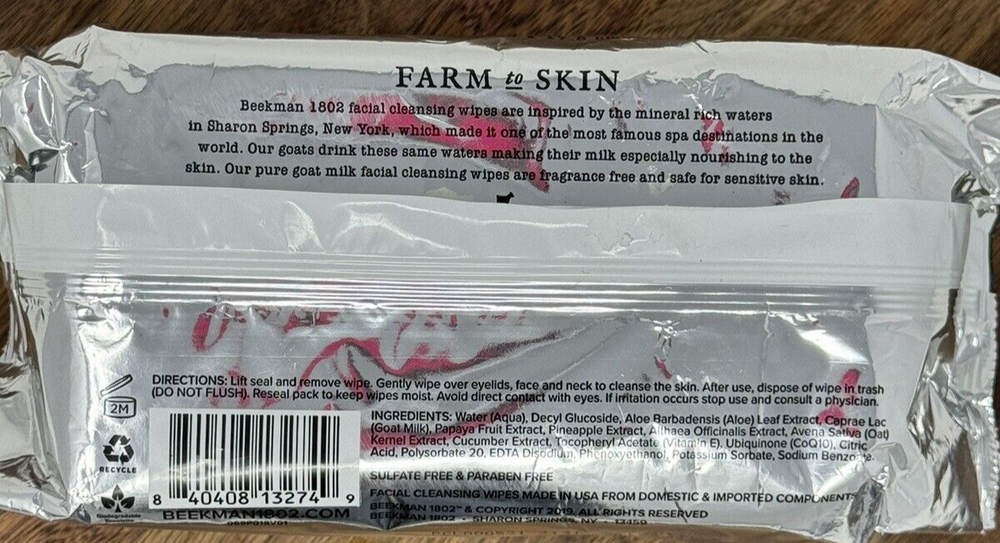 FARM to SKIN
Beekman 1802 facial cleansing wipes are inspired by the mineral rich waters
in Sharon Springs, New York, which made it one of the most famous spa destinations in the
world. Our goats drink these same waters making their milk especially nourishing to the
skin. Our pure goat milk facial cleansing wipes are fragrance free and safe for sensitive skin.
DIRECTIONS: Lift seal and remove wipe. Gently wipe over eyelids, face and neck to cleanse the skin. After use, dispose of wipe in trash
(DO NOT FLUSH). Reseal pack to keep wipes moist. Avoid direct contact with eyes. If irritation occurs stop use and consult a physician.
2M
INGREDIENTS: Water (Aqua), Decyl Glucoside, Aloe Barbadensis (Aloe) Leaf Extract, Caprae Lac
(Goat Milk), Papaya Fruit Extract, Pineapple Extract, Althaea Officinalis Extract, Avena Sativa (Oat)
Kernel Extract, Cucumber Extract, Tocopheryl Acetate (Vitamin E), Ubiquinone (CoQ10), Citric
Acid, Polysorbate 20, EDTA Disodium, Phenoxyethanol, Potassium Sorbate, Sodium Benzoate.
RECYCLE
SULFATE FREE & PARABEN FREE
8 40408 13274 9
FACIAL CLEANSING WIPES MADE IN USA FROM DOMESTIC & IMPORTED COMPONENTS
BEEKMAN1802.COM
BEEKMAN 1802™ & COPYRIGHT 2019. ALL RIGHTS RESERVED
BEEKMAN 1802 - SHARON SPRINGS, NY - 13459
Biodegradable